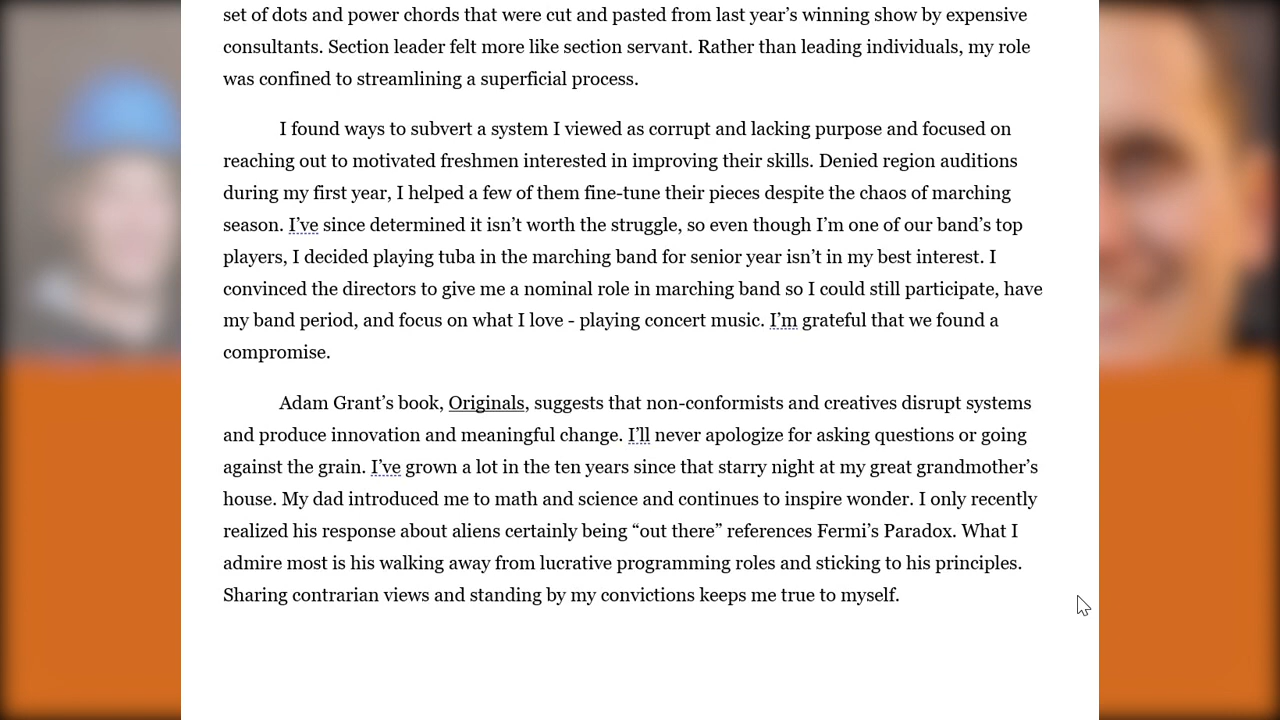 set of dots and power chords that were cut and pasted from last year’s winning show by expensive
consultants. Section leader felt more like section servant. Rather than leading individuals, my role
was confined to streamlining a superficial process.
I found ways to subvert a system I viewed as corrupt and lacking purpose and focused on
reaching out to motivated freshmen interested in improving their skills. Denied region auditions
during my first year, I helped a few of them fine-tune their pieces despite the chaos of marching
season. I’ve since determined it isn’t worth the struggle, so even though I’m one of our band’s top
players, I decided playing tuba in the marching band for senior year isn’t in my best interest. I
convinced the directors to give me a nominal role in marching band so I could still participate, have
my band period, and focus on what I love - playing concert music. I’m grateful that we found a
compromise.
Adam Grant’s book, Originals, suggests that non-conformists and creatives disrupt systems
and produce innovation and meaningful change. I’ll never apologize for asking questions or going
against the grain. I’ve grown a lot in the ten years since that starry night at my great grandmother’s
house. My dad introduced me to math and science and continues to inspire wonder. I only recently
realized his response about aliens certainly being “out there” references Fermi’s Paradox. What I
admire most is his walking away from lucrative programming roles and sticking to his principles.
Sharing contrarian views and standing by my convictions keeps me true to myself.